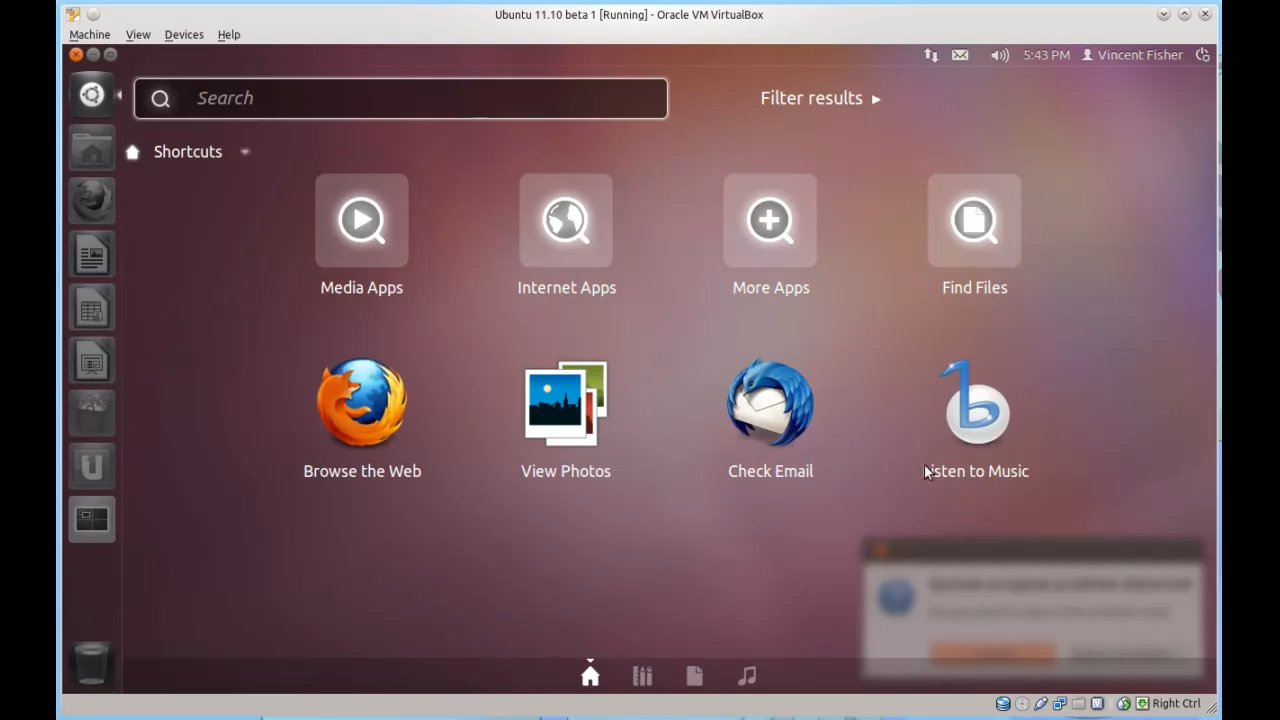 Ubuntu 11.10 beta 1 [Running] - Oracle VM VirtualBox
Machine View Devices Help
5:43 PM Vincent Fisher
Search
Filter results
Shortcuts
Media Apps Internet Apps More Apps Find Files
Browse the Web View Photos Check Email Listen to Music
Right Ctrl